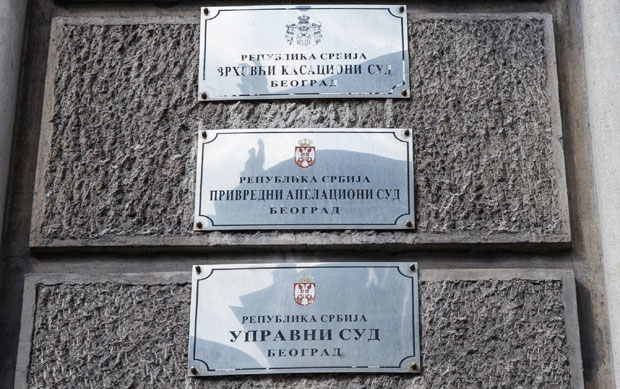 РЕПУБЛИКА СРБИЈА
ВРХОВНИ КАСАЦИОНИ СУД
БЕОГРАД
РЕПУБЛИКА СРБИЈА
ПРИВРЕДНИ АПЕЛАЦИОНИ СУД
БЕОГРАД
РЕПУБЛИКА СРБИЈА
УПРАВНИ СУД
БЕОГРАД